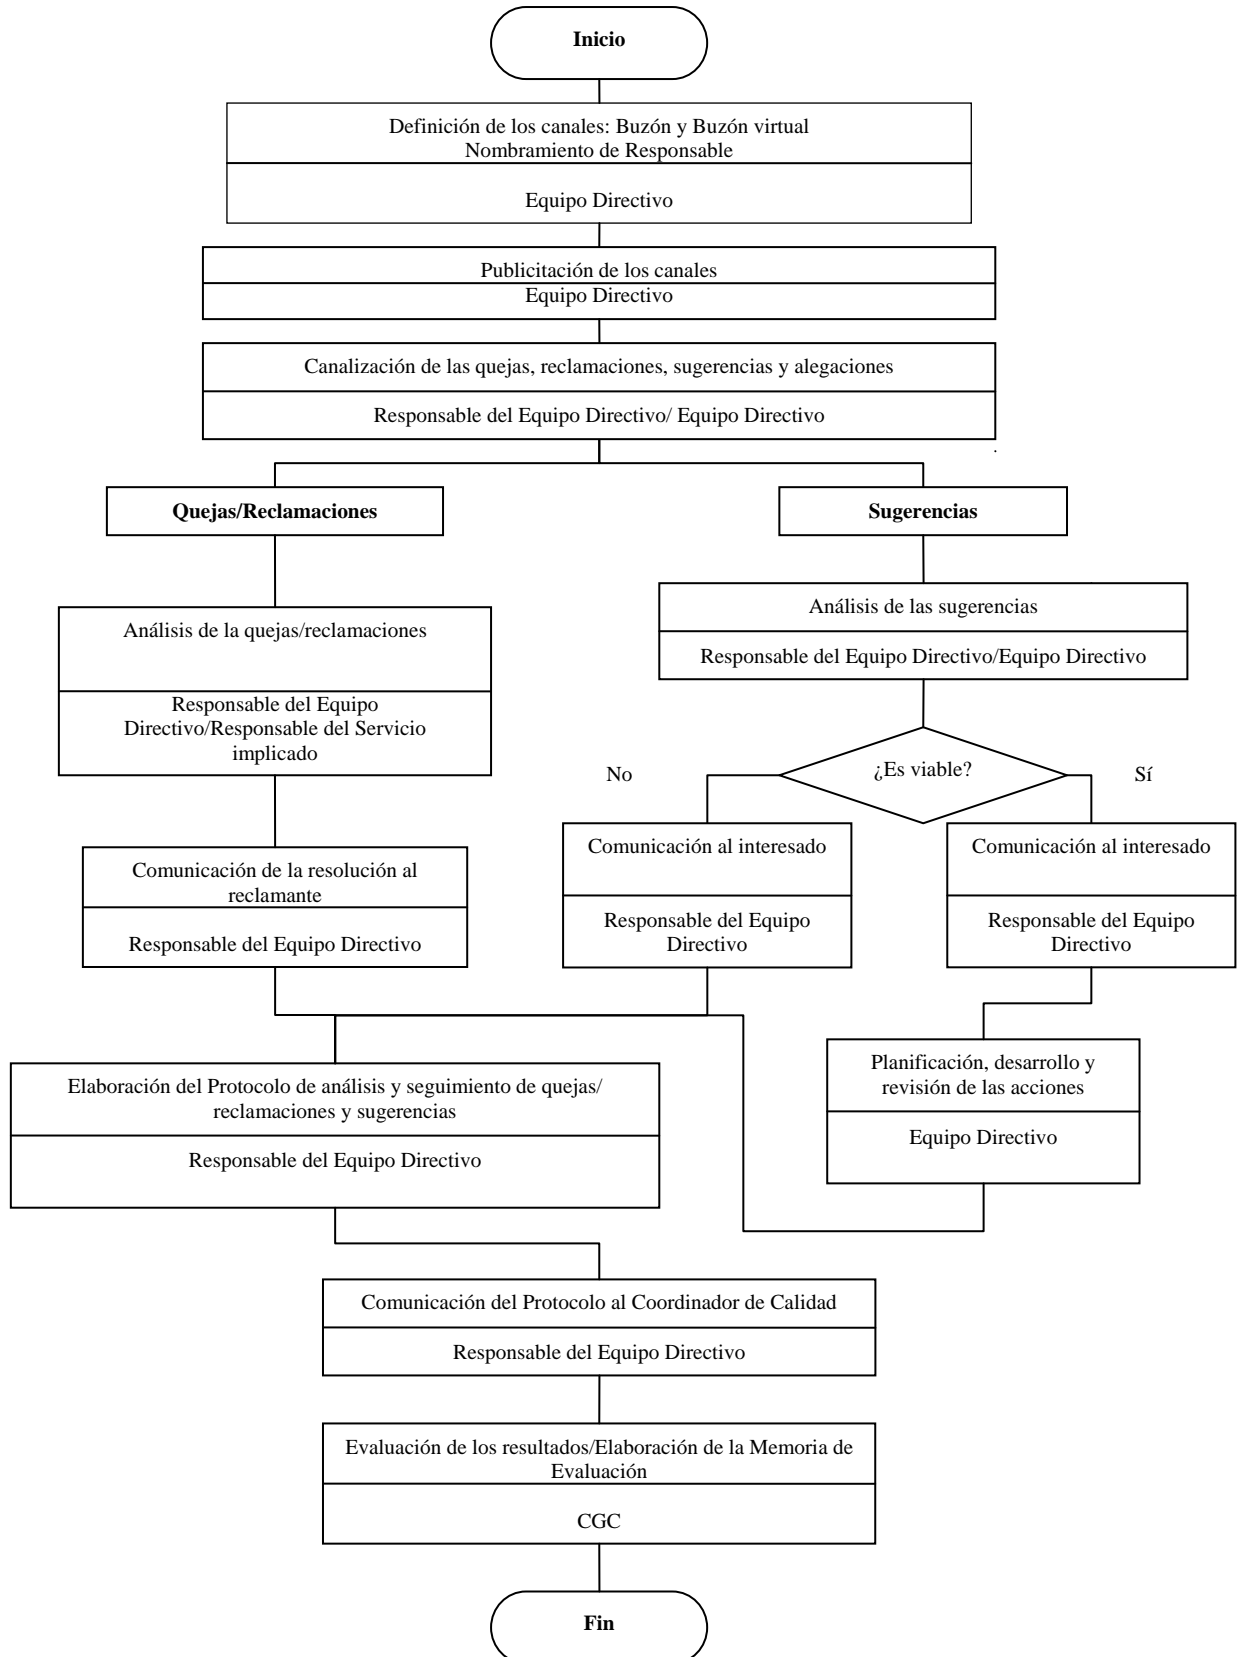 Inicio
Definición de los canales: Buzón y Buzón virtual
Nombramiento de Responsable
Equipo Directivo
Publicitación de los canales
Equipo Directivo
Canalización de las quejas, reclamaciones, sugerencias y alegaciones
Responsable del Equipo Directivo/ Equipo Directivo
.
Quejas/Reclamaciones
Sugerencias
Análisis de la quejas/reclamaciones
Responsable del Equipo
Directivo/Responsable del Servicio
implicado
Análisis de las sugerencias
Responsable del Equipo Directivo/Equipo Directivo
¿Es viable?
No
Sí
Comunicación de la resolución al
reclamante
Responsable del Equipo Directivo
Comunicación al interesado
Responsable del Equipo
Directivo
Comunicación al interesado
Responsable del Equipo
Directivo
Planificación, desarrollo y
revisión de las acciones
Equipo Directivo
Elaboración del Protocolo de análisis y seguimiento de quejas/
reclamaciones y sugerencias
Responsable del Equipo Directivo
Comunicación del Protocolo al Coordinador de Calidad
Responsable del Equipo Directivo
Evaluación de los resultados/Elaboración de la Memoria de
Evaluación
CGC
Fin